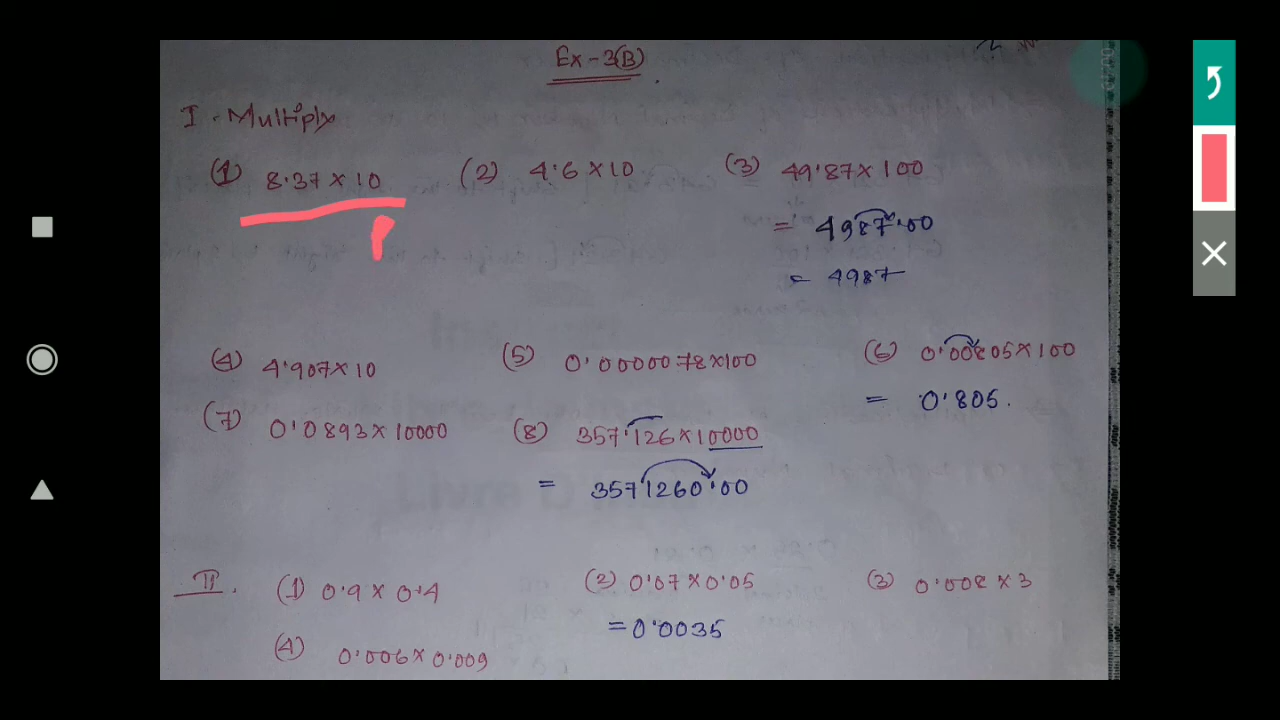 Ex-3(B)
I. Multiply
(1) 8.37 × 10 (2) 4.6 × 10 (3) 49.87 × 100
= 4987.00
= 4987
(4) 4.907 × 10 (5) 0.0000078 × 100 (6) 0.00805 × 100
= 0.805.
(7) 0.0893 × 10000 (8) 357.126 × 10000
= 3571260.00
II. (1) 0.9 × 0.4 (2) 0.07 × 0.05 (3) 0.008 × 3
= 0.0035
(4) 0.006 × 0.009